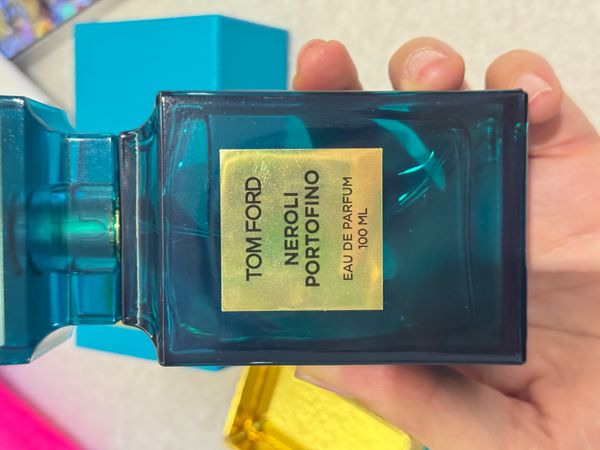 TOM FORD
NEROLI
PORTOFINO
EAU DE PARFUM
100 ML